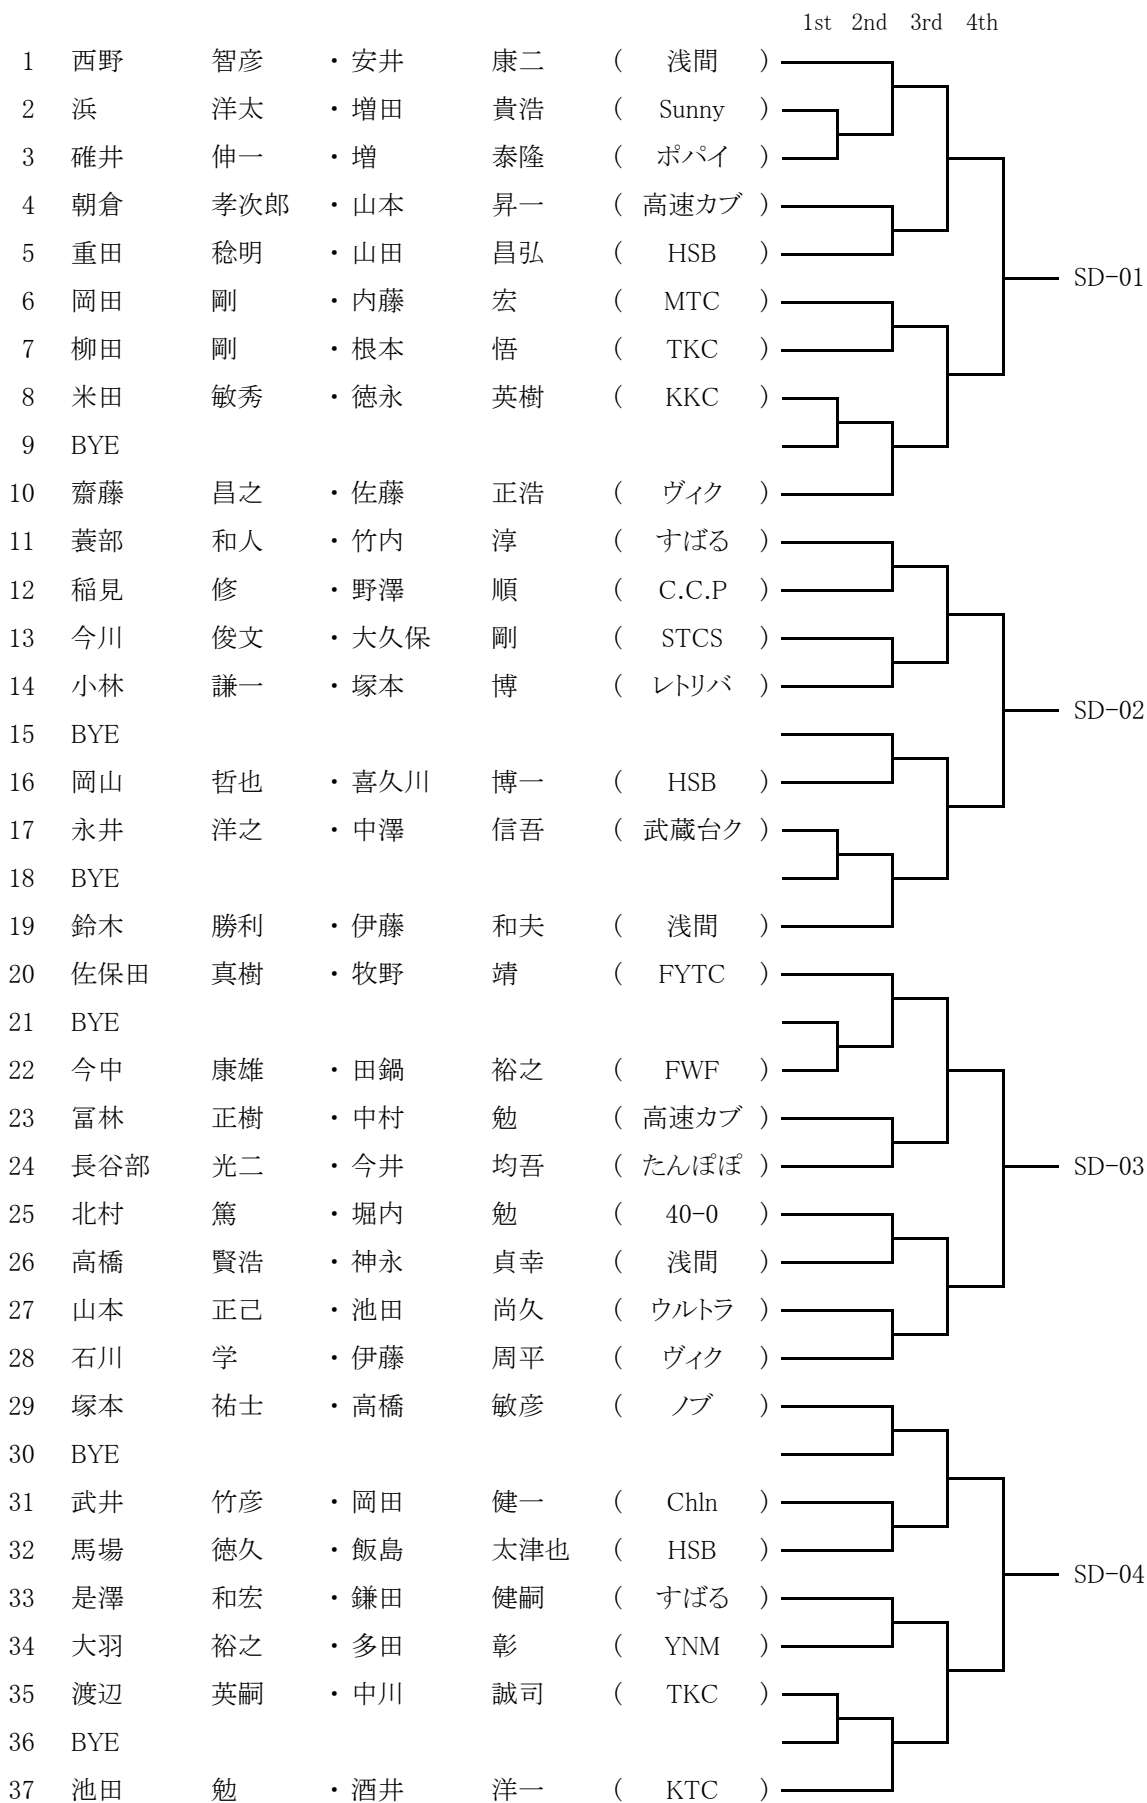 1st 2nd 3rd 4th
1 西野 智彦 ・ 安井 康二 ( 浅間 )
2 浜 洋太 ・ 増田 貴浩 ( Sunny )
3 碓井 伸一 ・ 増 泰隆 ( ポパイ )
4 朝倉 孝次郎 ・ 山本 昇一 ( 高速カブ )
5 重田 稔明 ・ 山田 昌弘 ( HSB )
SD-01
6 岡田 剛 ・ 内藤 宏 ( MTC )
7 柳田 剛 ・ 根本 悟 ( TKC )
8 米田 敏秀 ・ 徳永 英樹 ( KKC )
9 BYE
10 齋藤 昌之 ・ 佐藤 正浩 ( ヴィク )
11 蓑部 和人 ・ 竹内 淳 ( すばる )
12 稲見 修 ・ 野澤 順 ( C.C.P )
13 今川 俊文 ・ 大久保 剛 ( STCS )
14 小林 謙一 ・ 塚本 博 ( レトリバ )
SD-02
15 BYE
16 岡山 哲也 ・ 喜久川 博一 ( HSB )
17 永井 洋之 ・ 中澤 信吾 ( 武蔵台ク )
18 BYE
19 鈴木 勝利 ・ 伊藤 和夫 ( 浅間 )
20 佐保田 真樹 ・ 牧野 靖 ( FYTC )
21 BYE
22 今中 康雄 ・ 田鍋 裕之 ( FWF )
23 冨林 正樹 ・ 中村 勉 ( 高速カブ )
24 長谷部 光二 ・ 今井 均吾 ( たんぽぽ )
SD-03
25 北村 篤 ・ 堀内 勉 ( 40-0 )
26 高橋 賢浩 ・ 神永 貞幸 ( 浅間 )
27 山本 正己 ・ 池田 尚久 ( ウルトラ )
28 石川 学 ・ 伊藤 周平 ( ヴィク )
29 塚本 祐士 ・ 高橋 敏彦 ( ノブ )
30 BYE
31 武井 竹彦 ・ 岡田 健一 ( Chln )
32 馬場 徳久 ・ 飯島 太津也 ( HSB )
SD-04
33 是澤 和宏 ・ 鎌田 健嗣 ( すばる )
34 大羽 裕之 ・ 多田 彰 ( YNM )
35 渡辺 英嗣 ・ 中川 誠司 ( TKC )
36 BYE
37 池田 勉 ・ 酒井 洋一 ( KTC )